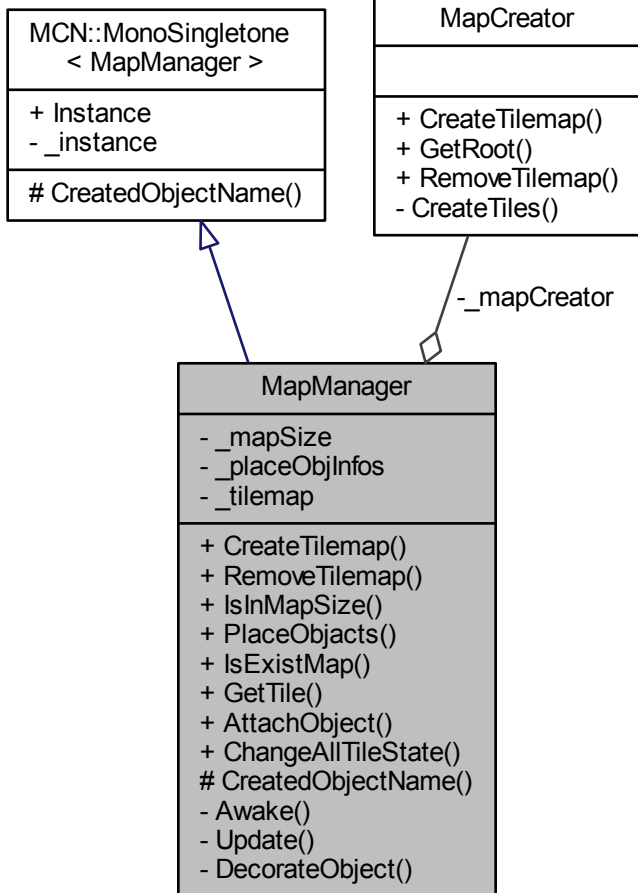 MCN::MonoSingletone
< MapManager >
+ Instance
- _instance
# CreatedObjectName()
MapCreator
+ CreateTilemap()
+ GetRoot()
+ RemoveTilemap()
- CreateTiles()
-_mapCreator
MapManager
- _mapSize
- _placeObjInfos
- _tilemap
+ CreateTilemap()
+ RemoveTilemap()
+ IsInMapSize()
+ PlaceObjacts()
+ IsExistMap()
+ GetTile()
+ AttachObject()
+ ChangeAllTileState()
# CreatedObjectName()
- Awake()
- Update()
- DecorateObject()